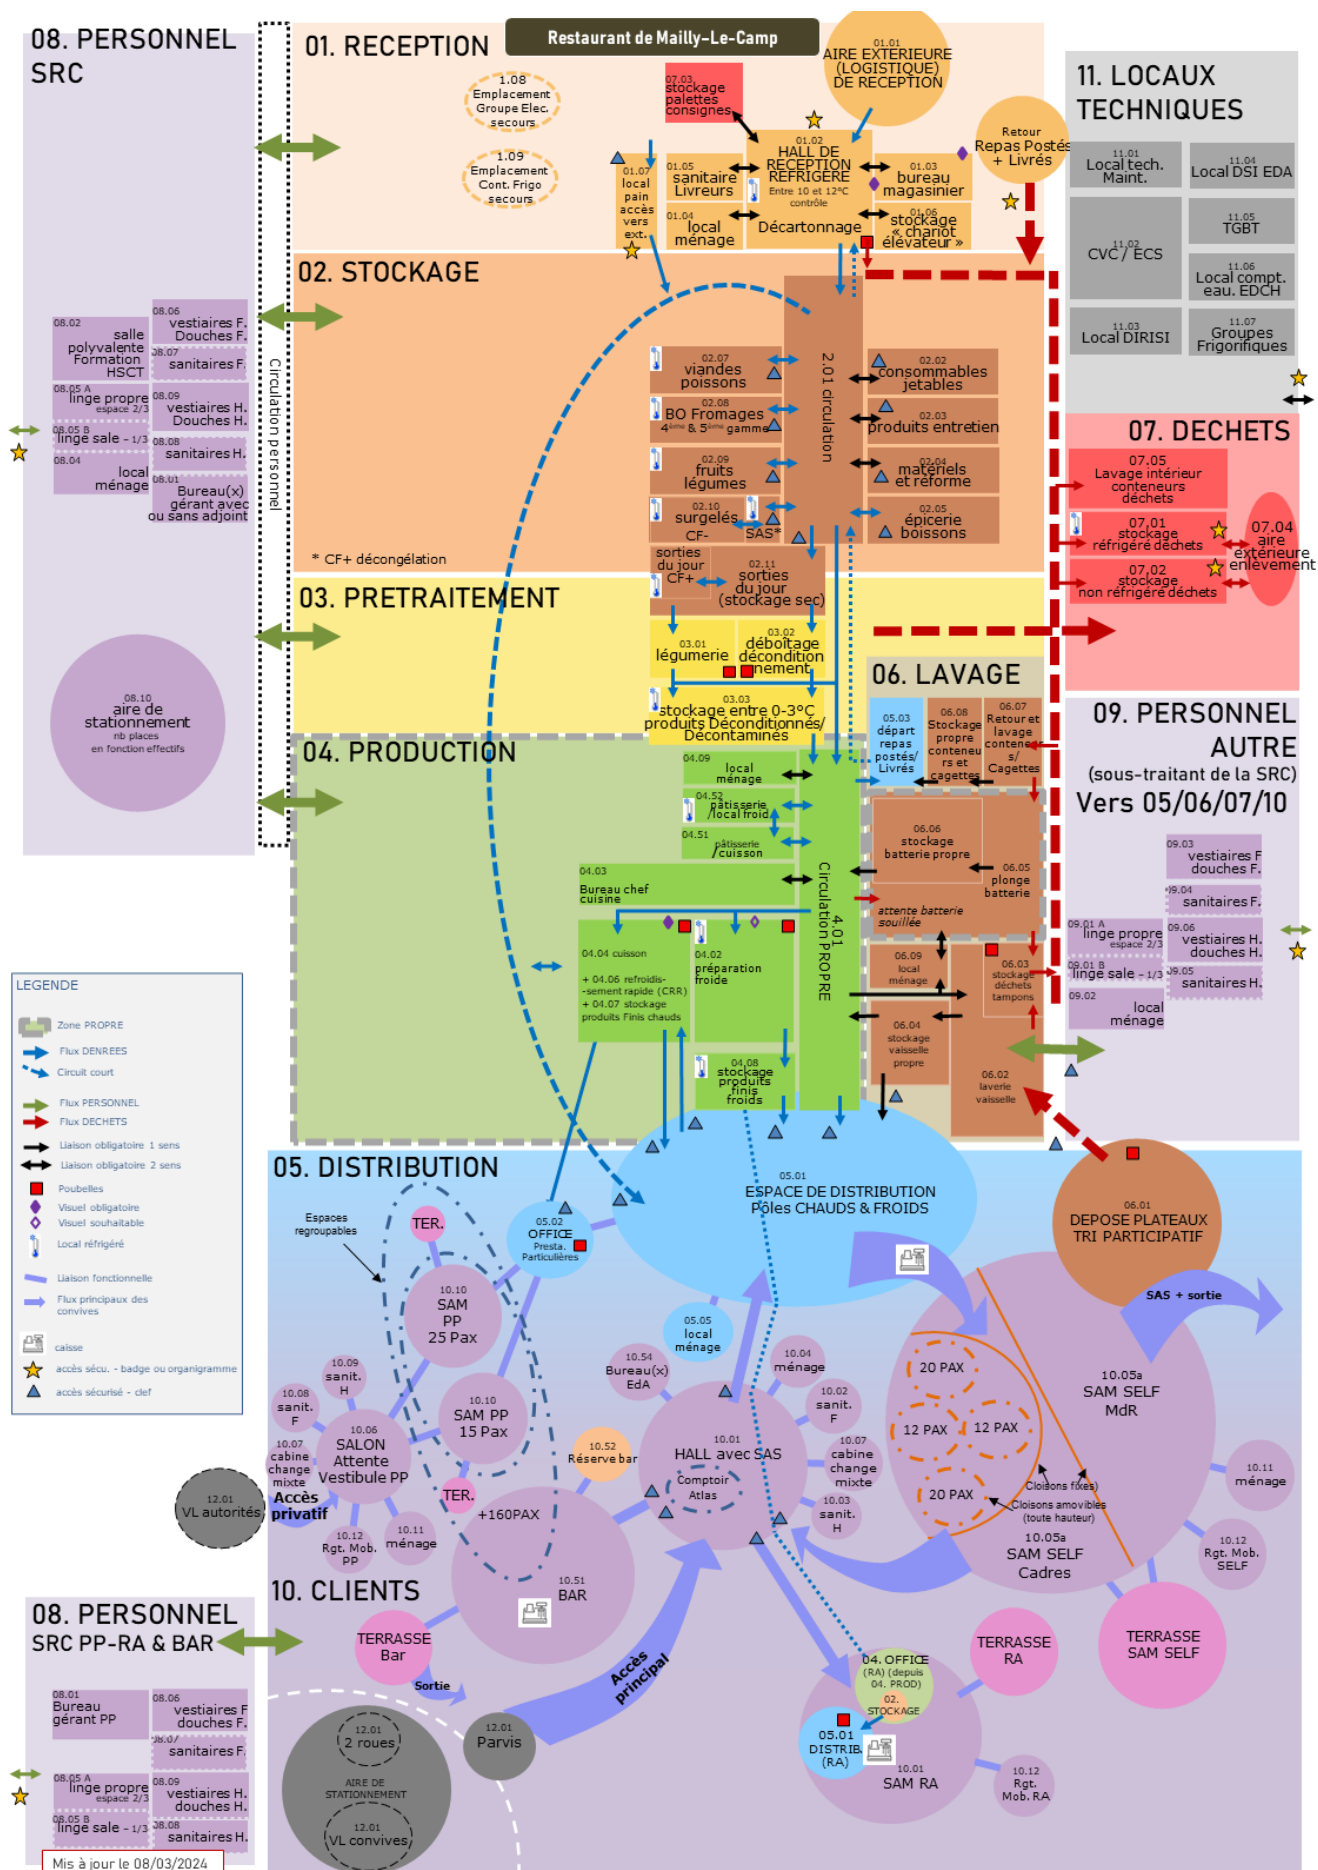 Restaurant de Mailly-Le-Camp
08. PERSONNEL
SRC
08.02
salle
polyvalente
Formation
HSCT
08.06
vestiaires F.
Douches F.
08.07
sanitaires F.
08.05 A
linge propre
espace 2/3
08.05 B
linge sale - 1/3
08.09
vestiaires H.
Douches H.
08.08
sanitaires H.
08.04
local
ménage
08.01
Bureau(x)
gérant avec
ou sans adjoint
08.10
aire de
stationnement
nb places
en fonction effectifs
Circulation personnel
01. RECEPTION
1.08
Emplacement
Groupe Elec.
secours
1.09
Emplacement
Cont. Frigo
secours
07.03
stockage
palettes
consignes
01.01
AIRE EXTERIEURE
(LOGISTIQUE)
DE RECEPTION
01.07
local
pain
accès
vers
ext.
01.05
sanitaire
Livreurs
01.04
local
ménage
01.02
HALL DE
RECEPTION
REFRIGERE
Entre 10 et 12°C
contrôle
Décartonnage
01.03
bureau
magasinier
01.06
stockage
« chariot
élévateur »
Retour
Repas Postés
+ Livrés
02. STOCKAGE
02.07
viandes
poissons
02.08
BO Fromages
4ème & 5ème gamme
02.09
fruits
légumes
02.10
surgelés
CF-
SAS*
2.01 circulation
02.02
consommables
jetables
02.03
produits entretien
02.04
matériels
et réforme
02.05
épicerie
boissons
* CF+ décongélation
sorties
du jour
CF+
02.11
sorties
du jour
(stockage sec)
03. PRETRAITEMENT
03.01
légumerie
03.02
déboîtage
décondition
nement
03.03
stockage entre 0-3°C
produits Déconditionnés/
Décontaminés
04. PRODUCTION
04.09
local
ménage
04.52
pâtisserie
/local froid
04.51
pâtisserie
/cuisson
04.03
Bureau chef
cuisine
04.04 cuisson
+ 04.06 refroidis-
-sement rapide (CRR)
+ 04.07 stockage
produits Finis chauds
04.02
préparation
froide
04.08
stockage
produits
finis
froids
4.01
Circulation PROPRE
06. LAVAGE
05.03
départ
repas
postés/
Livrés
06.08
Stockage
propre
conteneu
rs et
cagettes
06.07
Retour et
lavage
conteneur
s/
Cagettes
06.06
stockage
batterie propre
06.05
plonge
batterie
attente batterie
souillée
06.09
local
ménage
06.03
stockage
déchets
tampons
06.04
stockage
vaisselle
propre
06.02
laverie
vaisselle
11. LOCAUX
TECHNIQUES
11.01
Local tech.
Maint.
11.04
Local DSI EDA
11.02
CVC / ECS
11.05
TGBT
11.06
Local compt.
eau. EDCH
11.03
Local DIRISI
11.07
Groupes
Frigorifiques
07. DECHETS
07.05
Lavage intérieur
conteneurs
déchets
07,01
stockage
réfrigéré déchets
07,02
stockage
non réfrigéré déchets
07.04
aire
extérieure
enlèvement
09. PERSONNEL
AUTRE
(sous-traitant de la SRC)
Vers 05/06/07/10
09.03
vestiaires F
douches F.
09.04
sanitaires F.
09.01 A
linge propre
espace 2/3
09.01 B
linge sale - 1/3
09.06
vestiaires H.
douches H.
09.05
sanitaires H.
09.02
local
ménage
LEGENDE
Zone PROPRE
Flux DENREES
Circuit court
Flux PERSONNEL
Flux DECHETS
Liaison obligatoire 1 sens
Liaison obligatoire 2 sens
Poubelles
Visuel obligatoire
Visuel souhaitable
Local réfrigéré
Liaison fonctionnelle
Flux principaux des
convives
caisse
accès sécu. - badge ou organigramme
accès sécurisé - clef
05. DISTRIBUTION
05.01
ESPACE DE DISTRIBUTION
Pôles CHAUDS & FROIDS
Espaces
regroupables
TER.
05.02
OFFICE
Presta.
Particulières
06.01
DEPOSE PLATEAUX
TRI PARTICIPATIF
SAS + sortie
10.10
SAM
PP
25 Pax
05.05
local
ménage
10.10
SAM PP
15 Pax
TER.
10.09
sanit.
H
10.08
sanit.
F
10.07
cabine
change
mixte
10.06
SALON
Attente
Vestibule PP
10.12
Rgt. Mob.
PP
10.11
ménage
12.01
VL autorités
Accès
privatif
10.54
Bureau(x)
EdA
10.04
ménage
10.02
sanit.
F
10.07
cabine
change
mixte
10.03
sanit.
H
10.52
Réserve bar
10.01
HALL avec SAS
Comptoir
Atlas
+160PAX
10.51
BAR
20 PAX
12 PAX
12 PAX
20 PAX
10.05a
SAM SELF
MdR
Cloisons fixes)
Cloisons amovibles
(toute hauteur)
10.05a
SAM SELF
Cadres
10.11
ménage
10.12
Rgt. Mob.
SELF
10. CLIENTS
TERRASSE
Bar
Sortie
Accès
principal
12.01
Parvis
12.01
2 roues
AIRE DE
STATIONNEMENT
12.01
VL convives
04. OFFICE
(RA) (depuis
04. PROD)
02.
STOCKAGE
05.01
DISTRIB.
(RA)
10.01
SAM RA
TERRASSE
RA
TERRASSE
SAM SELF
10.12
Rgt.
Mob. RA
08. PERSONNEL
SRC PP-RA & BAR
08.01
Bureau
gérant PP
08.06
vestiaires F
douches F.
08.07
sanitaires F.
08.05 A
linge propre
espace 2/3
08.05 B
linge sale - 1/3
08.09
vestiaires H.
douches H.
08.08
sanitaires H.
Mis à jour le 08/03/2024